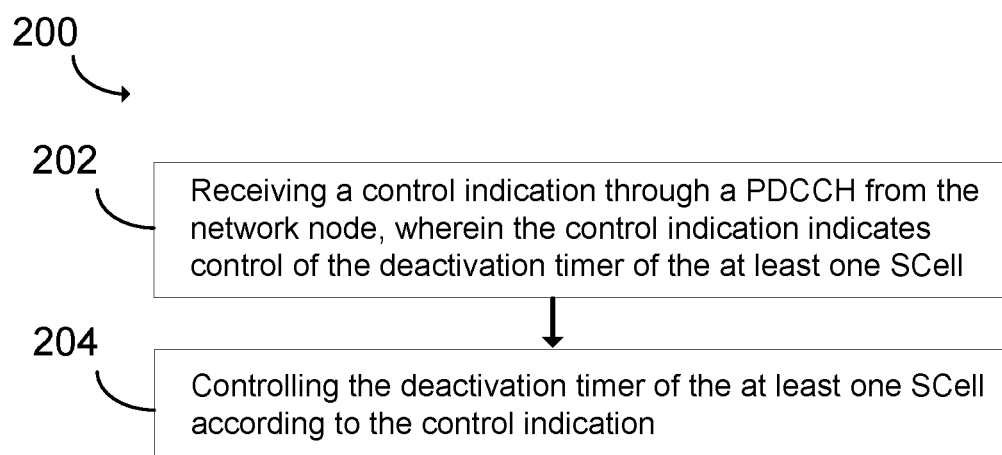 200
202
Receiving a control indication through a PDCCH from the
network node, wherein the control indication indicates
control of the deactivation timer of the at least one SCell
204
Controlling the deactivation timer of the at least one SCell
according to the control indication